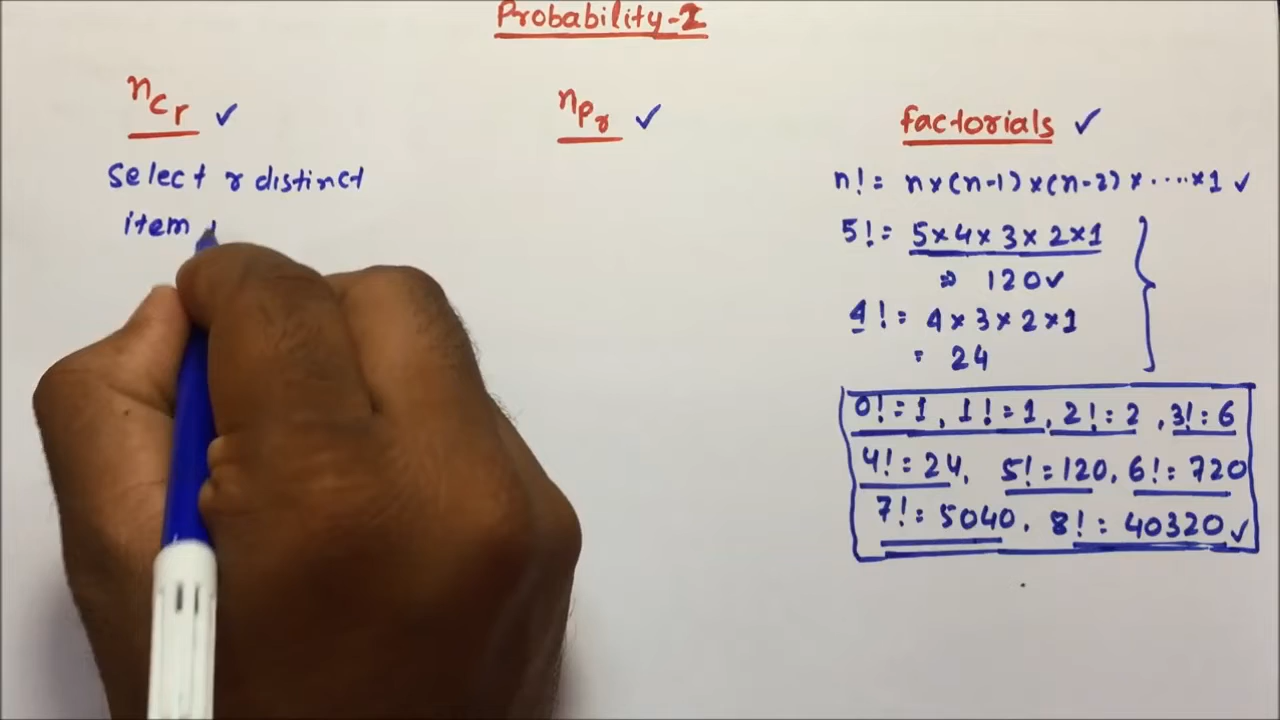 Probability-I
nCr ✓
Select r distinct
item
nPr ✓
factorials ✓
n! = n×(n-1)×(n-2)×.....×1 ✓
5! = 5×4×3×2×1
⇒ 120✓
4! = 4×3×2×1
= 24
0! = 1, 1! = 1, 2! = 2, 3! = 6
4! = 24, 5! = 120, 6! = 720
7! = 5040, 8! = 40320 ✓